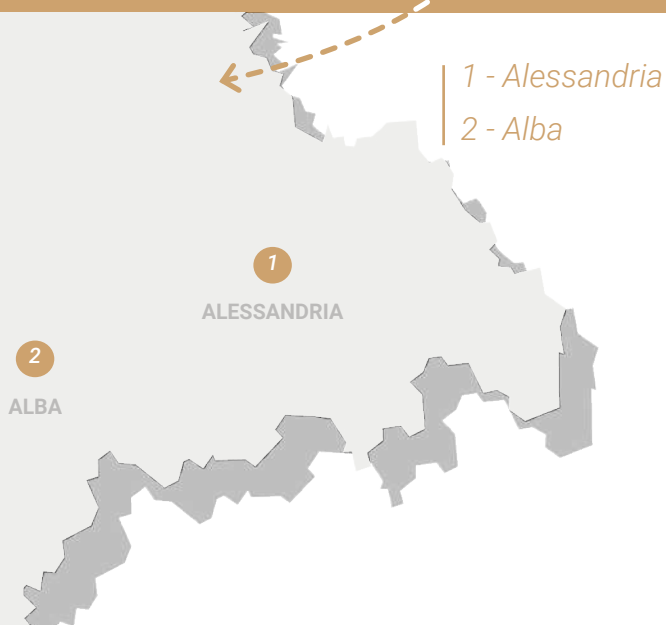 1 - Alessandria
2 - Alba
1
ALESSANDRIA
2
ALBA